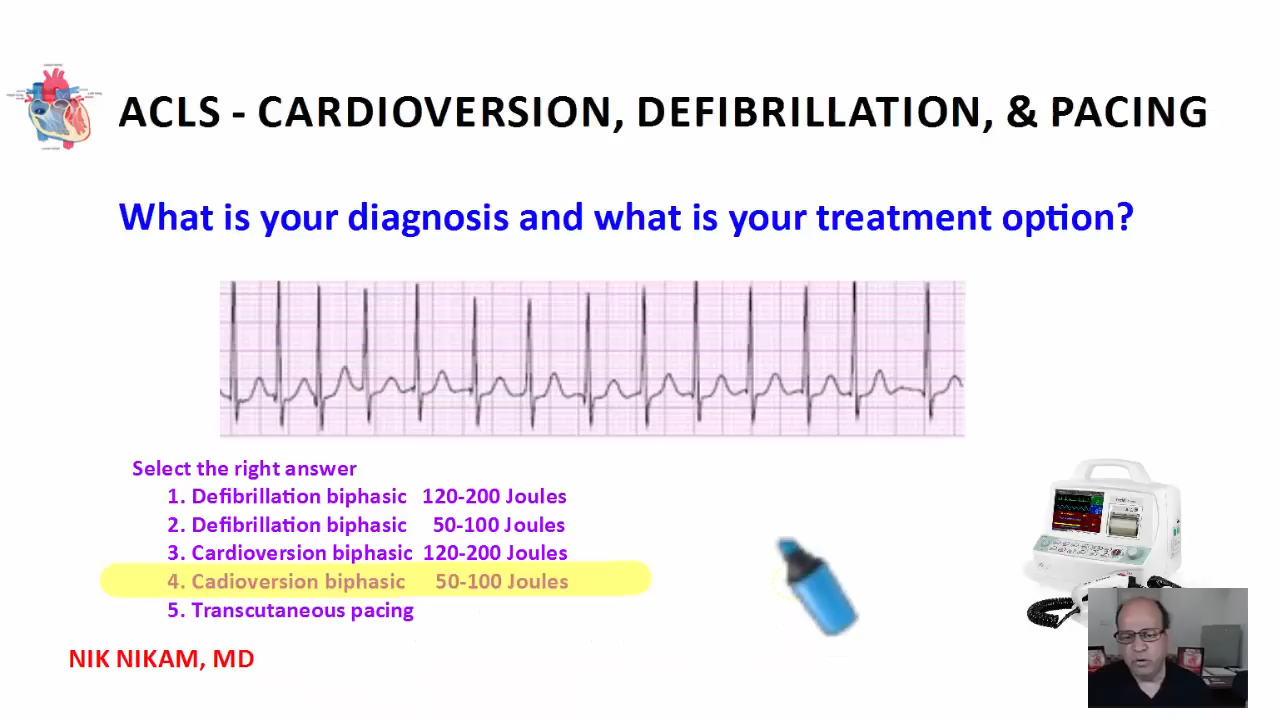 ACLS - CARDIOVERSION, DEFIBRILLATION, & PACING
What is your diagnosis and what is your treatment option?
Select the right answer
1. Defibrillation biphasic 120-200 Joules
2. Defibrillation biphasic 50-100 Joules
3. Cardioversion biphasic 120-200 Joules
4. Cadioversion biphasic 50-100 Joules
5. Transcutaneous pacing
NIK NIKAM, MD